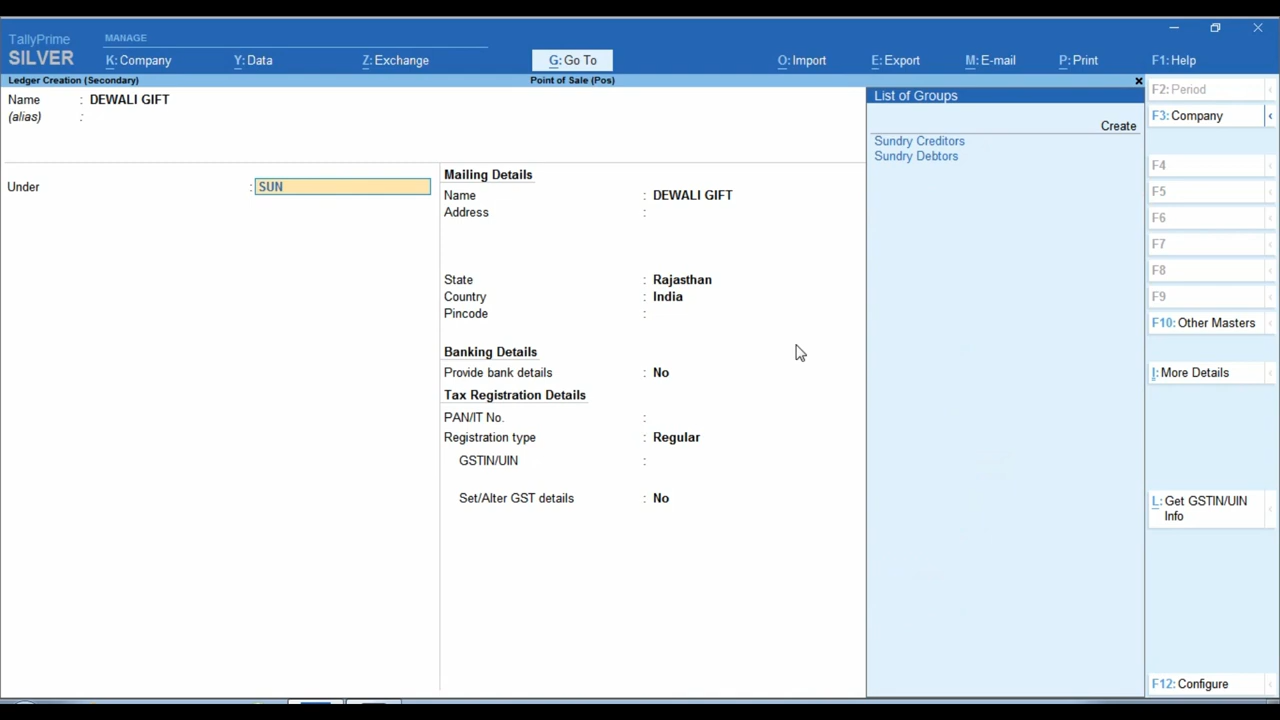 TallyPrime
SILVER
MANAGE
K: Company
Y: Data
Z: Exchange
G: Go To
O: Import
E: Export
M: E-mail
P: Print
F1: Help
Ledger Creation (Secondary)
Point of Sale (Pos)
Name : DEWALI GIFT
(alias) :
Under : SUN
Mailing Details
Name : DEWALI GIFT
Address :
State : Rajasthan
Country : India
Pincode :
Banking Details
Provide bank details : No
Tax Registration Details
PAN/IT No. :
Registration type : Regular
GSTIN/UIN :
Set/Alter GST details : No
List of Groups
Create
Sundry Creditors
Sundry Debtors
F2: Period
F3: Company
F4
F5
F6
F7
F8
F9
F10: Other Masters
I: More Details
L: Get GSTIN/UIN
Info
F12: Configure